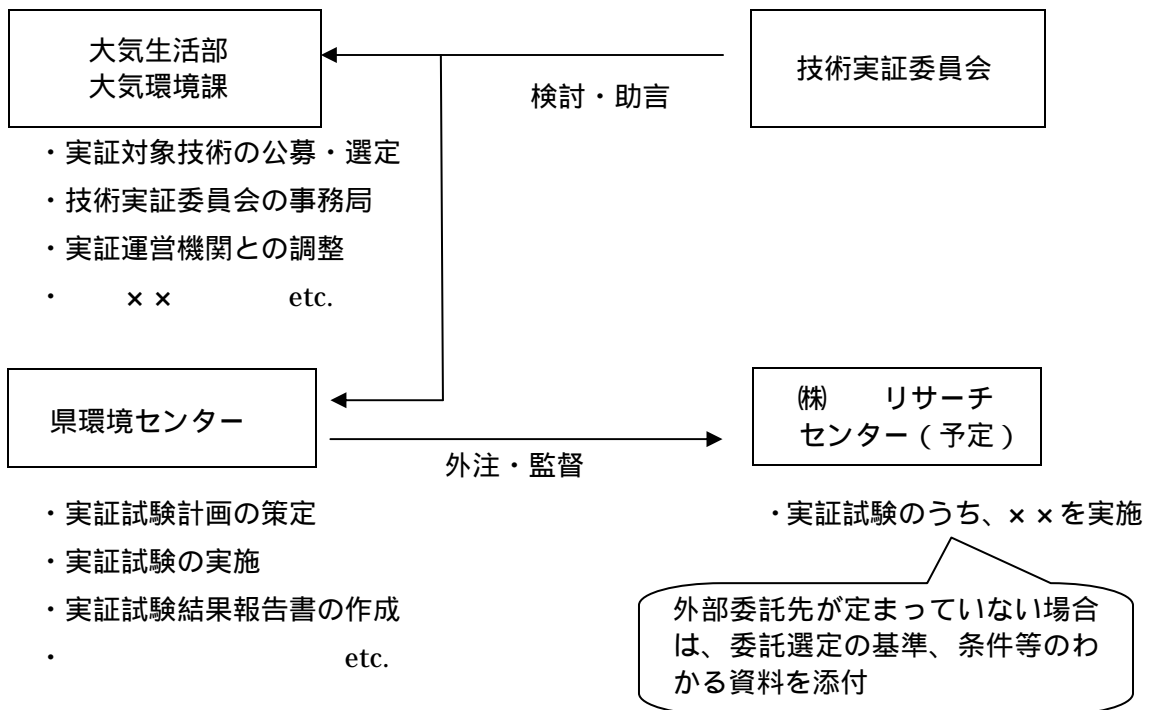 大気生活部
大気環境課
技術実証委員会
検討・助言
・実証対象技術の公募・選定
・技術実証委員会の事務局
・実証運営機関との調整
・　××　etc.
県環境センター
㈱　リサーチ
センター（予定）
外注・監督
・実証試験計画の策定
・実証試験の実施
・実証試験結果報告書の作成
・　etc.
・実証試験のうち、××を実施
外部委託先が定まっていない場合
は、委託選定の基準、条件等のわ
かる資料を添付